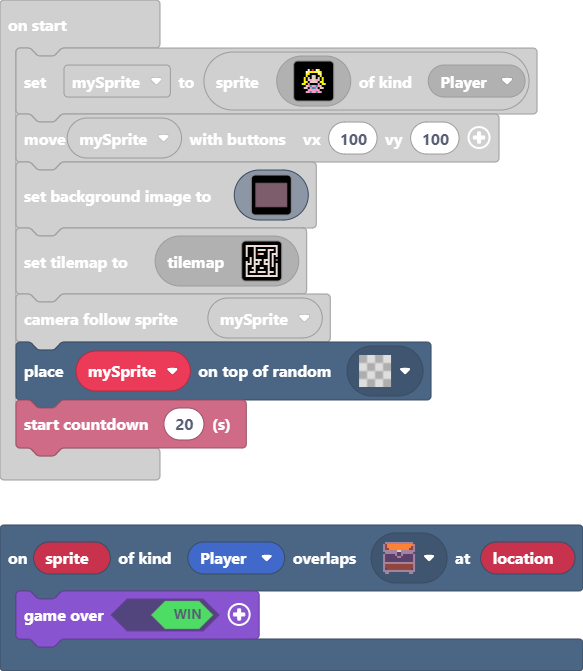 on start
set mySprite to sprite of kind Player
move mySprite with buttons vx 100 vy 100
set background image to
set tilemap to tilemap
camera follow sprite mySprite
place mySprite on top of random
start countdown 20 (s)
on sprite of kind Player overlaps at location
game over WIN